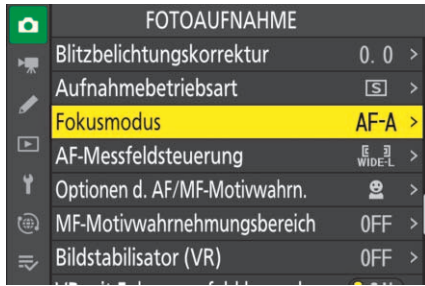 FOTOAUFNAHME
Blitzbelichtungskorrektur 0.0 >
Aufnahmebetriebsart S >
Fokusmodus AF-A >
AF-Messfeldsteuerung WIDE-L >
Optionen d. AF/MF-Motivwahrn. >
MF-Motivwahrnehmungsbereich OFF >
Bildstabilisator (VR) OFF >